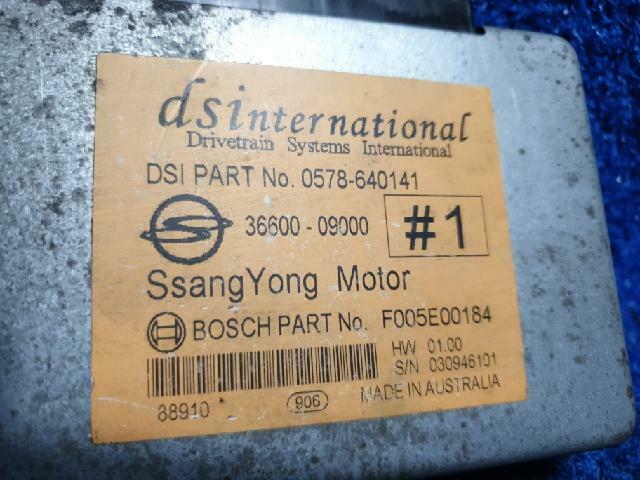 dsinternational
Drivetrain Systems International
DSI PART No. 0578-640141
36600 - 09000 #1
SsangYong Motor
BOSCH PART No. F005E00184
HW 01.00
S/N 030946101
88910 906 MADE IN AUSTRALIA